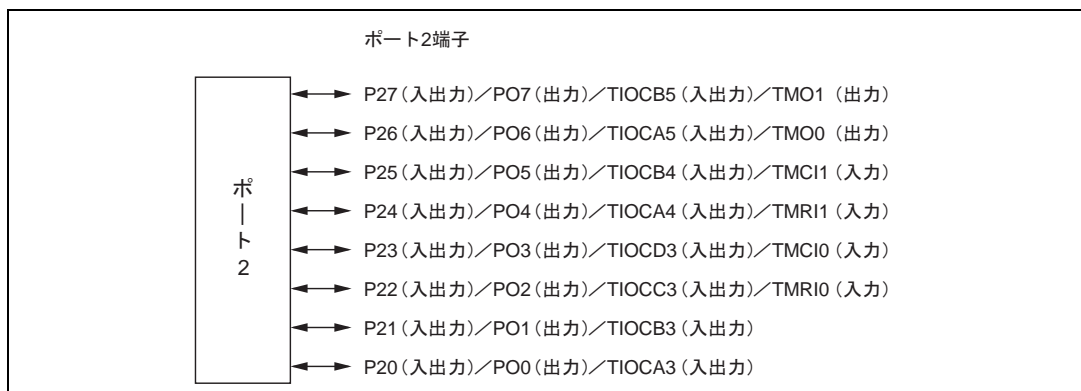 ポート2端子
P27(入出力)/PO7(出力)/TIOCB5(入出力)/TMO1(出力)
P26(入出力)/PO6(出力)/TIOCA5(入出力)/TMO0(出力)
P25(入出力)/PO5(出力)/TIOCB4(入出力)/TMCI1(入力)
P24(入出力)/PO4(出力)/TIOCA4(入出力)/TMRI1(入力)
P23(入出力)/PO3(出力)/TIOCD3(入出力)/TMCI0(入力)
P22(入出力)/PO2(出力)/TIOCC3(入出力)/TMRI0(入力)
P21(入出力)/PO1(出力)/TIOCB3(入出力)
P20(入出力)/PO0(出力)/TIOCA3(入出力)
ポート2